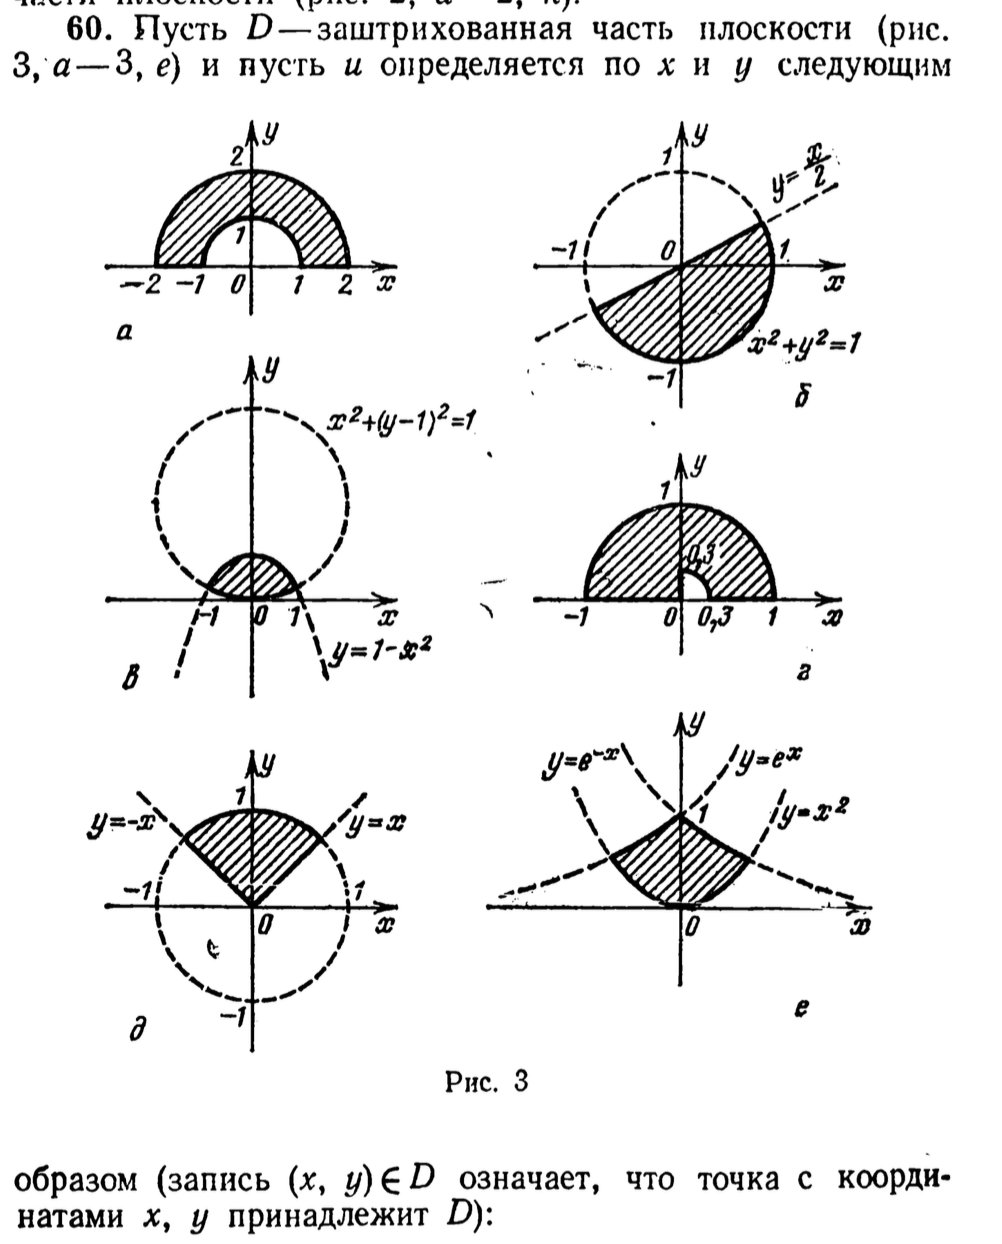 60. Пусть D—заштрихованная часть плоскости (рис.
3, а—3, е) и пусть u определяется по x и y следующим
y
2
1
-2 -1 0 1 2 x
а
y
1
y=x/2
-1 0 1 x
x²+y²=1
-1
б
y
x²+(y-1)²=1
-1 0 1 x
y=1-x²
в
y
1
0,3
-1 0 0,3 1 x
г
y
1
y=-x y=x
-1 1
0 x
-1
д
y
y=e⁻ˣ y=eˣ
1 y=x²
0 x
е
Рис. 3
образом (запись (x, y)∈D означает, что точка с коорди-
натами x, y принадлежит D):